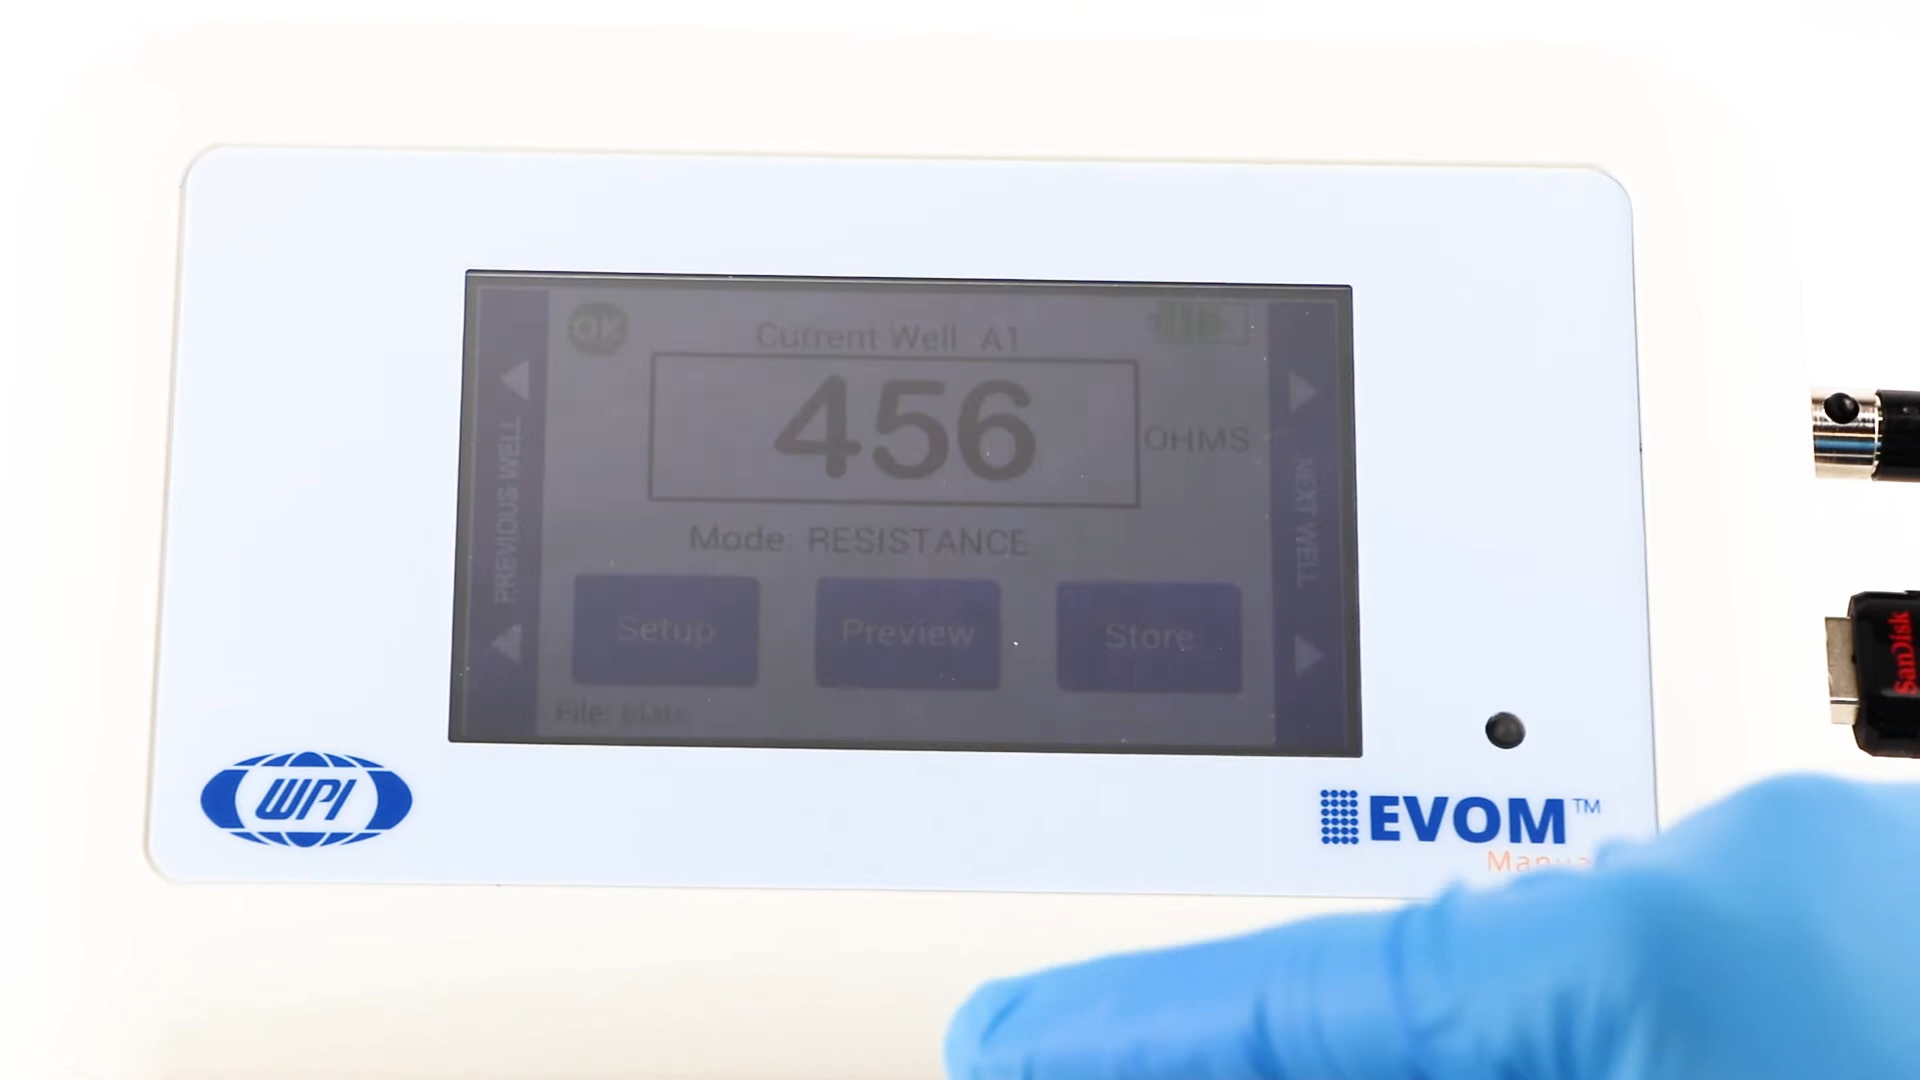 OK
Current Well A1
456
OHMS
PREVIOUS WELL
NEXT WELL
Mode RESISTANCE
Setup
Preview
Store
File: plate
WPI
EVOM™
SanDisk